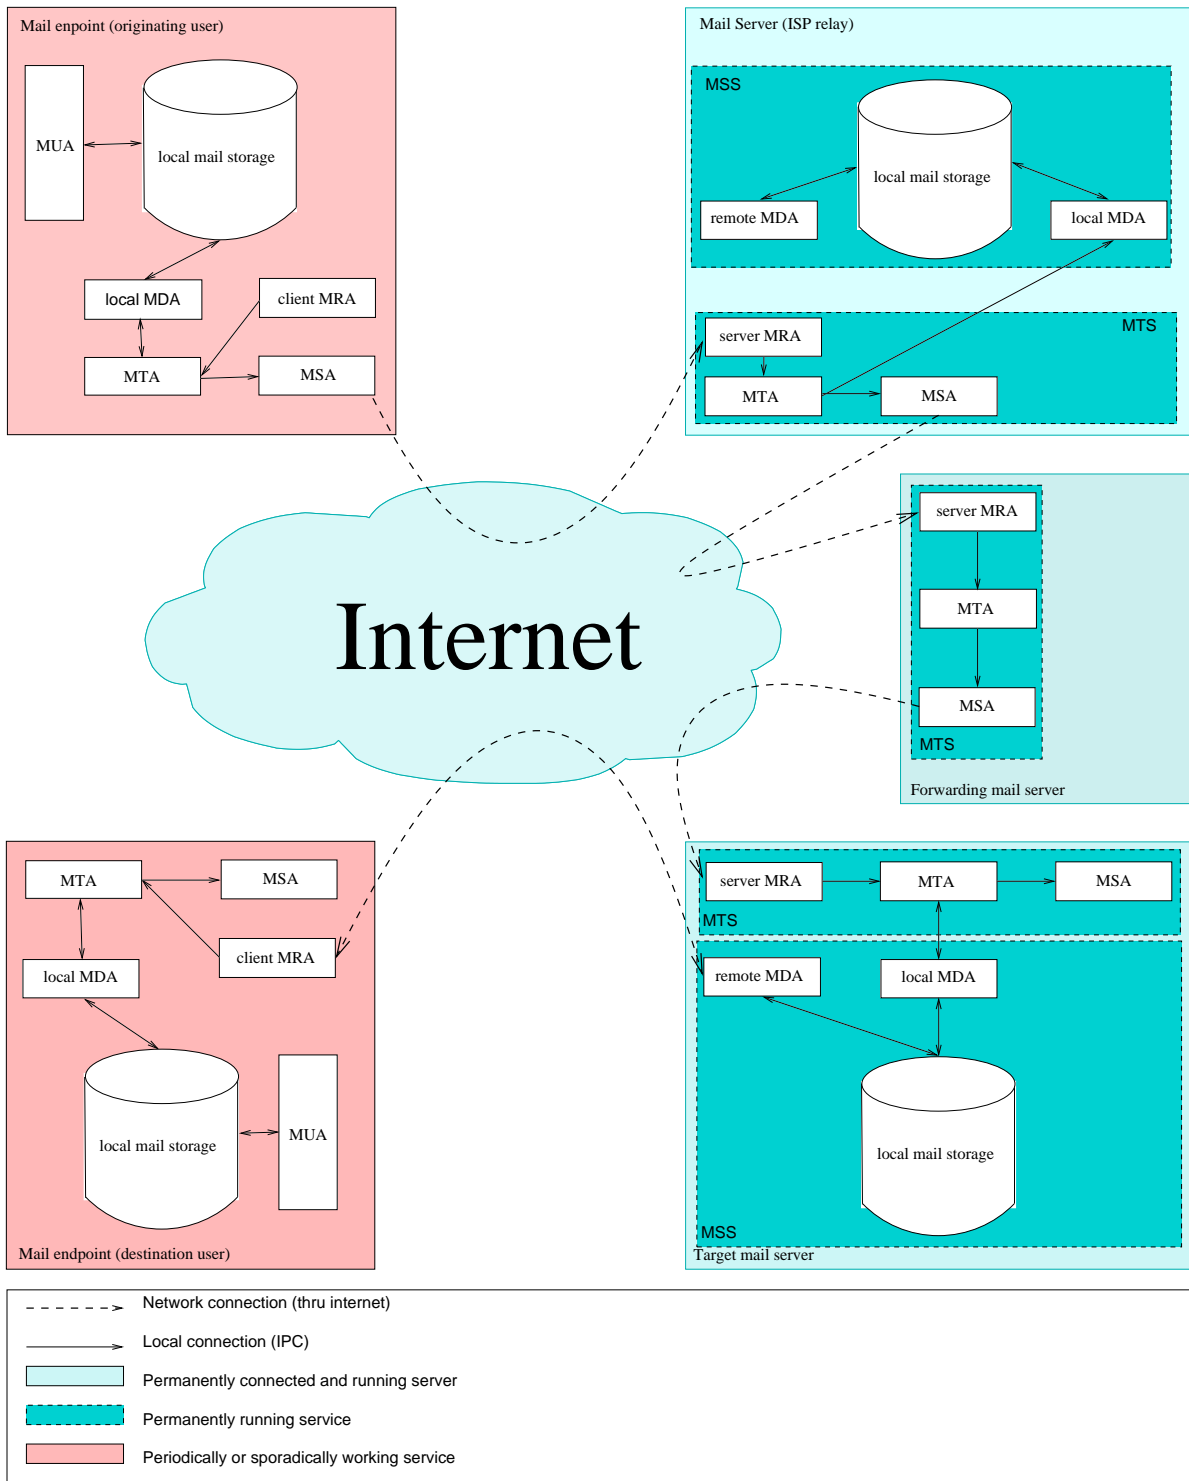 Mail enpoint (originating user)
MUA
local mail storage
local MDA
client MRA
MTA
MSA
Mail Server (ISP relay)
MSS
local mail storage
remote MDA
local MDA
MTS
server MRA
MTA
MSA
server MRA
MTA
MSA
MTS
Forwarding mail server
Internet
MTA
MSA
client MRA
local MDA
local mail storage
MUA
Mail endpoint (destination user)
server MRA
MTA
MSA
MTS
remote MDA
local MDA
local mail storage
MSS
Target mail server
Network connection (thru internet)
Local connection (IPC)
Permanently connected and running server
Permanently running service
Periodically or sporadically working service